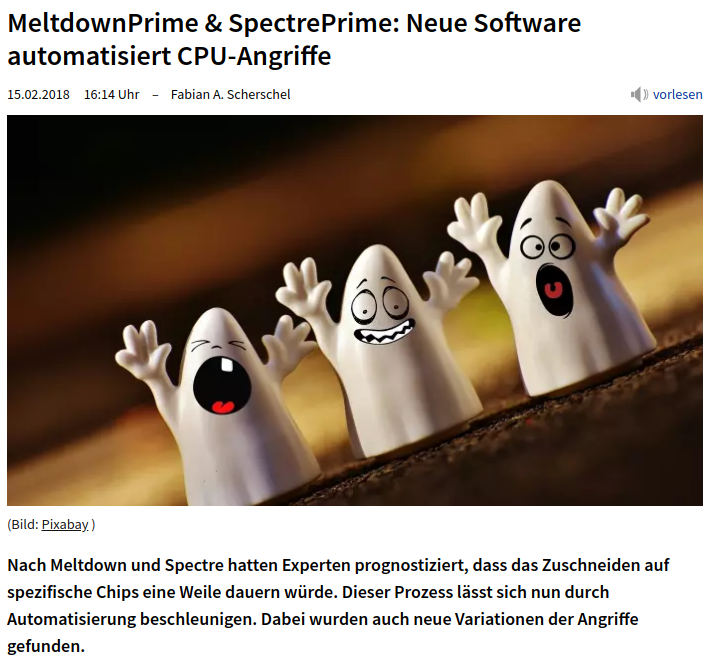 MeltdownPrime & SpectrePrime: Neue Software
automatisiert CPU-Angriffe
15.02.2018 16:14 Uhr – Fabian A. Scherschel
vorlesen
(Bild: Pixabay )
Nach Meltdown und Spectre hatten Experten prognostiziert, dass das Zuschneiden auf
spezifische Chips eine Weile dauern würde. Dieser Prozess lässt sich nun durch
Automatisierung beschleunigen. Dabei wurden auch neue Variationen der Angriffe
gefunden.